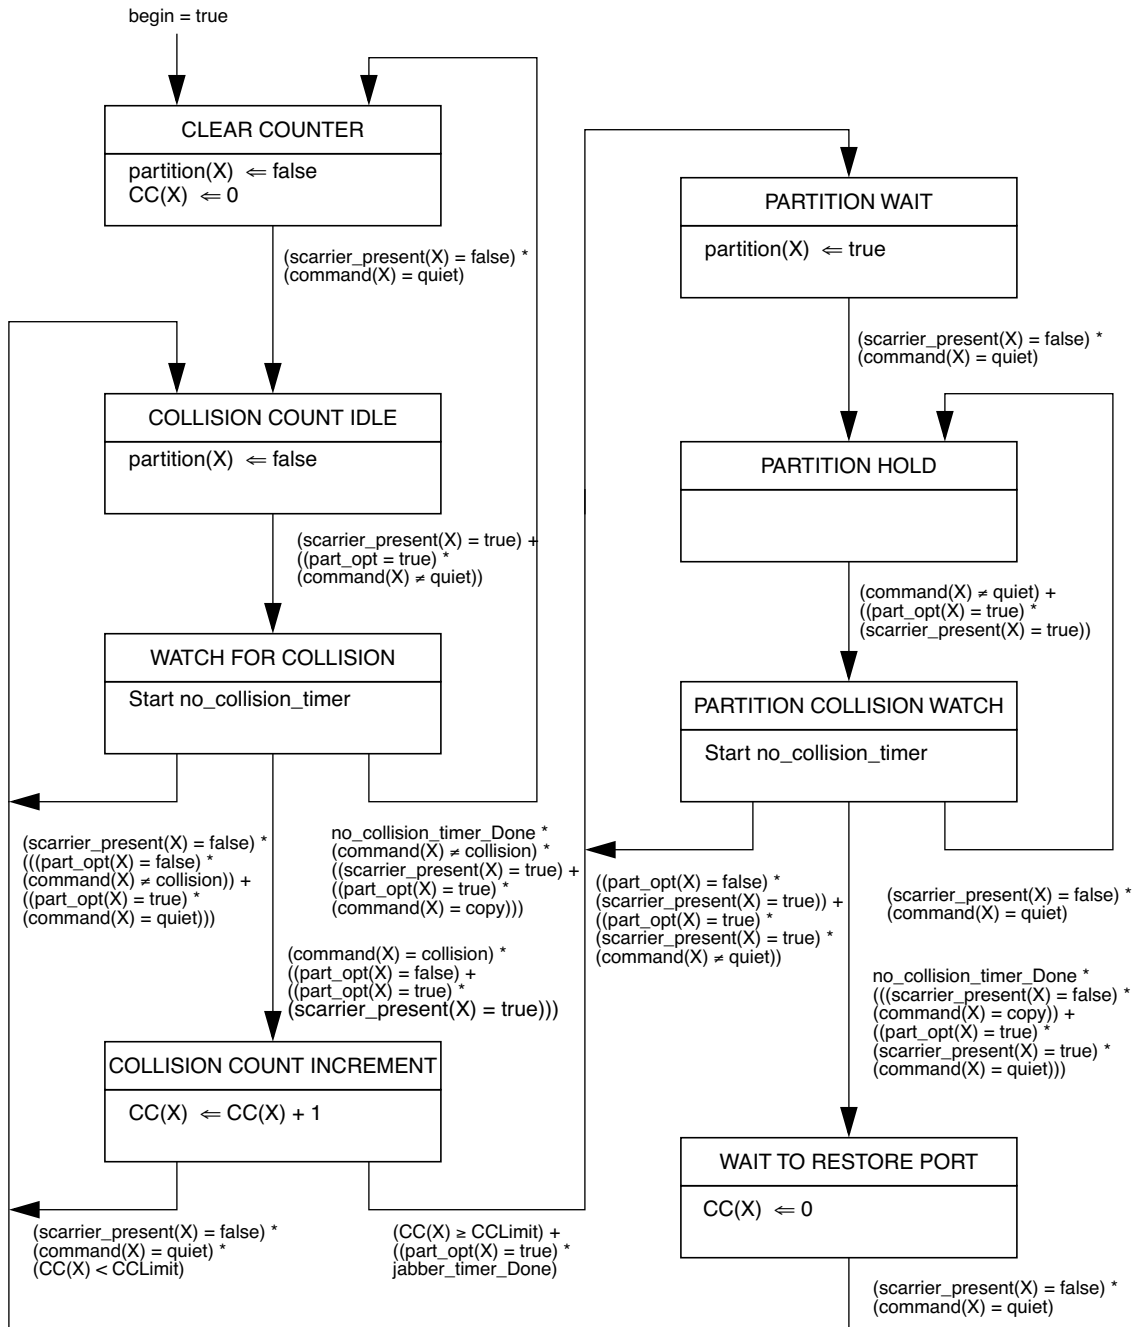 begin = true
CLEAR COUNTER
partition(X) ⇐ false
CC(X) ⇐ 0
(scarrier_present(X) = false) *
(command(X) = quiet)
COLLISION COUNT IDLE
partition(X) ⇐ false
(scarrier_present(X) = true) +
((part_opt = true) *
(command(X) ≠ quiet))
WATCH FOR COLLISION
Start no_collision_timer
(scarrier_present(X) = false) *
(((part_opt(X) = false) *
(command(X) ≠ collision)) +
((part_opt(X) = true) *
(command(X) = quiet)))
no_collision_timer_Done *
(command(X) ≠ collision) *
((scarrier_present(X) = true) +
((part_opt(X) = true) *
(command(X) = copy)))
(command(X) = collision) *
((part_opt(X) = false) +
((part_opt(X) = true) *
(scarrier_present(X) = true)))
COLLISION COUNT INCREMENT
CC(X) ⇐ CC(X) + 1
(scarrier_present(X) = false) *
(command(X) = quiet) *
(CC(X) < CCLimit)
(CC(X) ≥ CCLimit) +
((part_opt(X) = true) *
jabber_timer_Done)
PARTITION WAIT
partition(X) ⇐ true
(scarrier_present(X) = false) *
(command(X) = quiet)
PARTITION HOLD
(command(X) ≠ quiet) +
((part_opt(X) = true) *
(scarrier_present(X) = true))
PARTITION COLLISION WATCH
Start no_collision_timer
((part_opt(X) = false) *
(scarrier_present(X) = true)) +
((part_opt(X) = true) *
(scarrier_present(X) = true) *
(command(X) ≠ quiet))
(scarrier_present(X) = false) *
(command(X) = quiet)
no_collision_timer_Done *
(((scarrier_present(X) = false) *
(command(X) = copy)) +
((part_opt(X) = true) *
(scarrier_present(X) = true) *
(command(X) = quiet)))
WAIT TO RESTORE PORT
CC(X) ⇐ 0
(scarrier_present(X) = false) *
(command(X) = quiet)